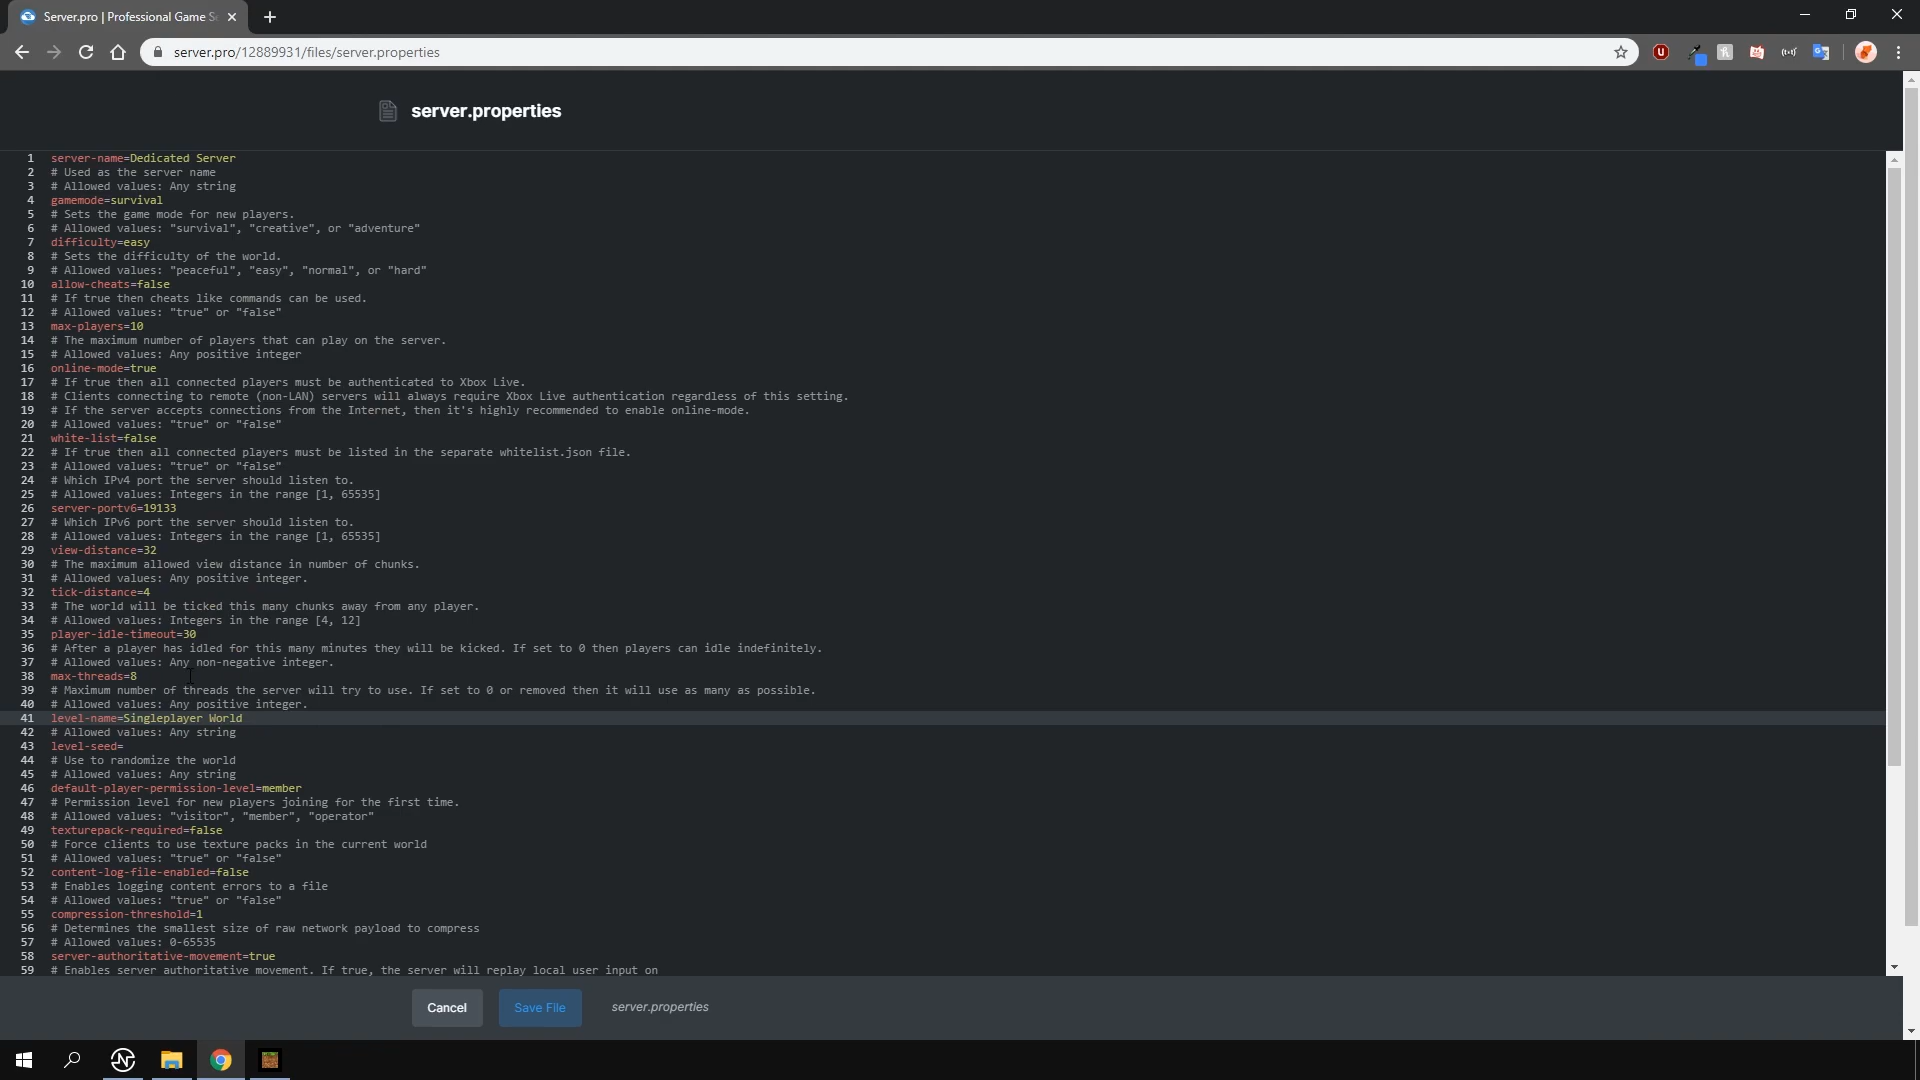 Server.pro | Professional Game S
server.pro/12889931/files/server.properties
server.properties
1 server-name=Dedicated Server
2 # Used as the server name
3 # Allowed values: Any string
4 gamemode=survival
5 # Sets the game mode for new players.
6 # Allowed values: "survival", "creative", or "adventure"
7 difficulty=easy
8 # Sets the difficulty of the world.
9 # Allowed values: "peaceful", "easy", "normal", or "hard"
10 allow-cheats=false
11 # If true then cheats like commands can be used.
12 # Allowed values: "true" or "false"
13 max-players=10
14 # The maximum number of players that can play on the server.
15 # Allowed values: Any positive integer
16 online-mode=true
17 # If true then all connected players must be authenticated to Xbox Live.
18 # Clients connecting to remote (non-LAN) servers will always require Xbox Live authentication regardless of this setting.
19 # If the server accepts connections from the Internet, then it's highly recommended to enable online-mode.
20 # Allowed values: "true" or "false"
21 white-list=false
22 # If true then all connected players must be listed in the separate whitelist.json file.
23 # Allowed values: "true" or "false"
24 # Which IPv4 port the server should listen to.
25 # Allowed values: Integers in the range [1, 65535]
26 server-portv6=19133
27 # Which IPv6 port the server should listen to.
28 # Allowed values: Integers in the range [1, 65535]
29 view-distance=32
30 # The maximum allowed view distance in number of chunks.
31 # Allowed values: Any positive integer.
32 tick-distance=4
33 # The world will be ticked this many chunks away from any player.
34 # Allowed values: Integers in the range [4, 12]
35 player-idle-timeout=30
36 # After a player has idled for this many minutes they will be kicked. If set to 0 then players can idle indefinitely.
37 # Allowed values: Any non-negative integer.
38 max-threads=8
39 # Maximum number of threads the server will try to use. If set to 0 or removed then it will use as many as possible.
40 # Allowed values: Any positive integer.
41 level-name=Singleplayer World
42 # Allowed values: Any string
43 level-seed=
44 # Use to randomize the world
45 # Allowed values: Any string
46 default-player-permission-level=member
47 # Permission level for new players joining for the first time.
48 # Allowed values: "visitor", "member", "operator"
49 texturepack-required=false
50 # Force clients to use texture packs in the current world
51 # Allowed values: "true" or "false"
52 content-log-file-enabled=false
53 # Enables logging content errors to a file
54 # Allowed values: "true" or "false"
55 compression-threshold=1
56 # Determines the smallest size of raw network payload to compress
57 # Allowed values: 0-65535
58 server-authoritative-movement=true
59 # Enables server authoritative movement. If true, the server will replay local user input on
Cancel
Save File
server.properties